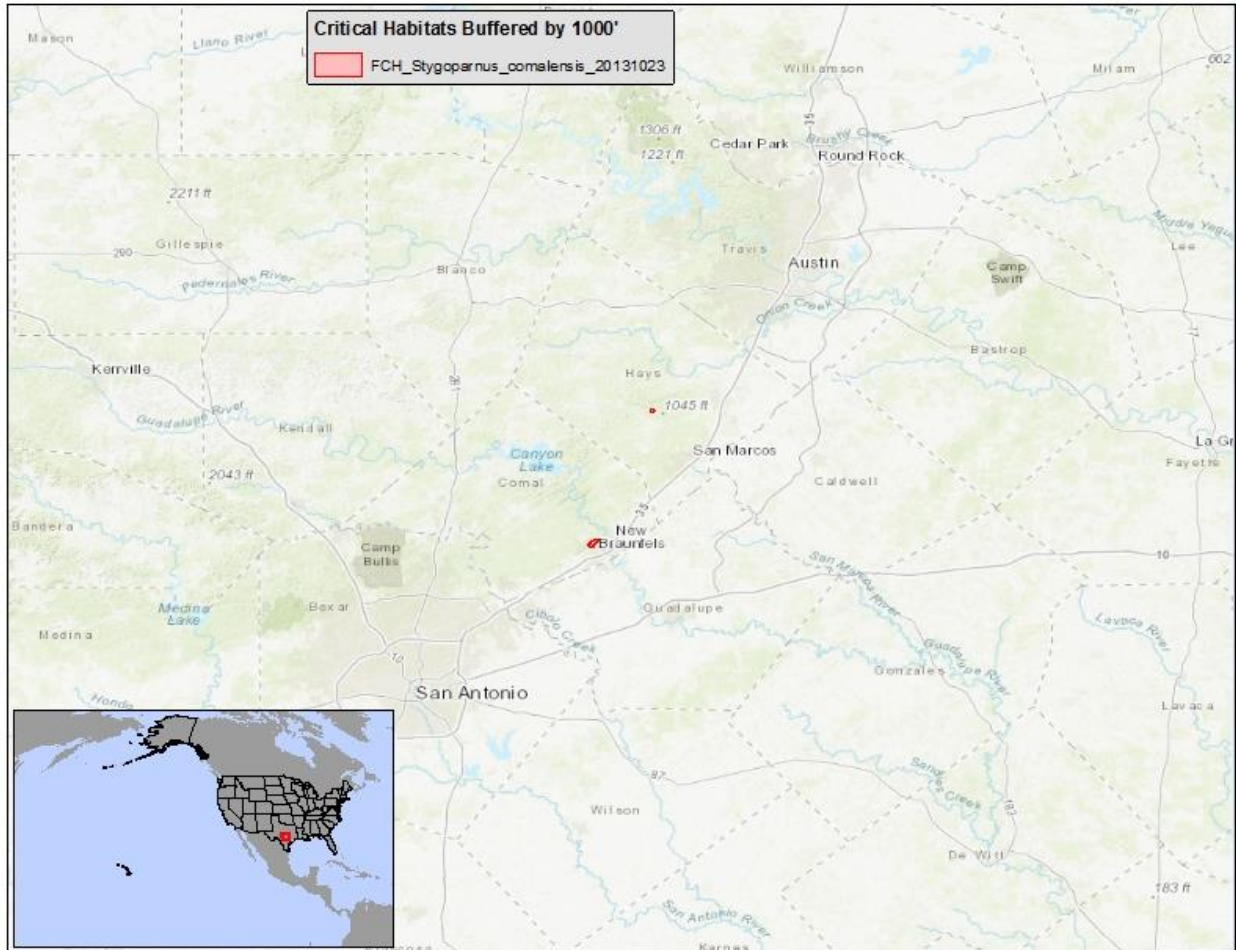 Critical Habitats Buffered by 1000'
FCH_Stygoparnus_comalensis_20131023
Mason
Llano River
Williamson
Milam
662
35
1306 ft
1221 ft
Cedar Park
Brushy Creek
Round Rock
2211 ft
Gillespie
290
Pedernales River
Blanco
Travis
Austin
Camp
Swift
Lee
Onion Creek
77
Bastrop
Kerrville
281
Hays
1045 ft
Guadalupe River
Kendall
Canyon
Lake
Comal
San Marcos
La Gr
Fayette
2043 ft
Caldwell
35
Bandera
New
Braunfels
Camp
Bullis
10
San Marcos River
Medina
Lake
Bexar
Guadalupe
Cibolo Creek
Lavaca River
Medina
10
Guadalupe River
Gonzales
San Antonio
Hondo
Lavaca
87
Wilson
Sandies Creek
183
De Witt
183 ft
San Antonio River
Karnes